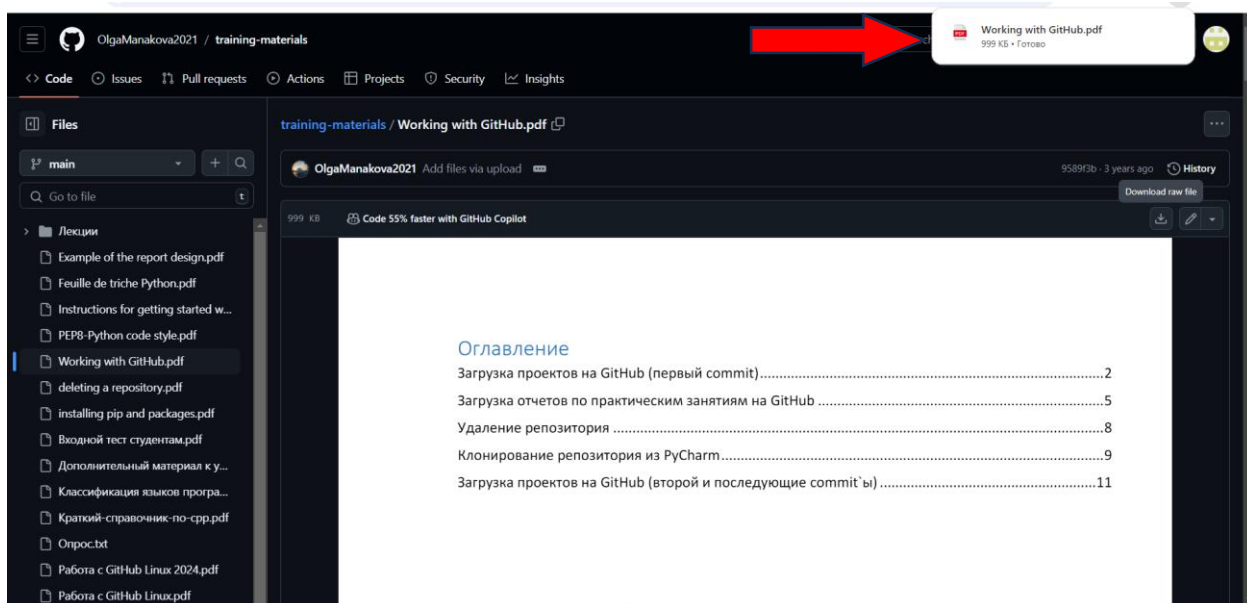 OlgaManakova2021 / training-materials
Working with GitHub.pdf
999 КБ • Готово
PDF
Code Issues Pull requests Actions Projects Security Insights
Files
training-materials / Working with GitHub.pdf
main
OlgaManakova2021 Add files via upload
9589f3b · 3 years ago History
Go to file t
Download raw file
999 KB Code 55% faster with GitHub Copilot
Лекции
Example of the report design.pdf
Feuille de triche Python.pdf
Instructions for getting started w...
PEP8-Python code style.pdf
Working with GitHub.pdf
deleting a repository.pdf
installing pip and packages.pdf
Входной тест студентам.pdf
Дополнительный материал к у...
Классификация языков програ...
Краткий-справочник-по-cpp.pdf
Опрос.txt
Работа с GitHub Linux 2024.pdf
Работа с GitHub Linux.pdf
Оглавление
Загрузка проектов на GitHub (первый commit)....................2
Загрузка отчетов по практическим занятиям на GitHub ....................5
Удаление репозитория ....................8
Клонирование репозитория из PyCharm....................9
Загрузка проектов на GitHub (второй и последующие commit`ы) ....................11